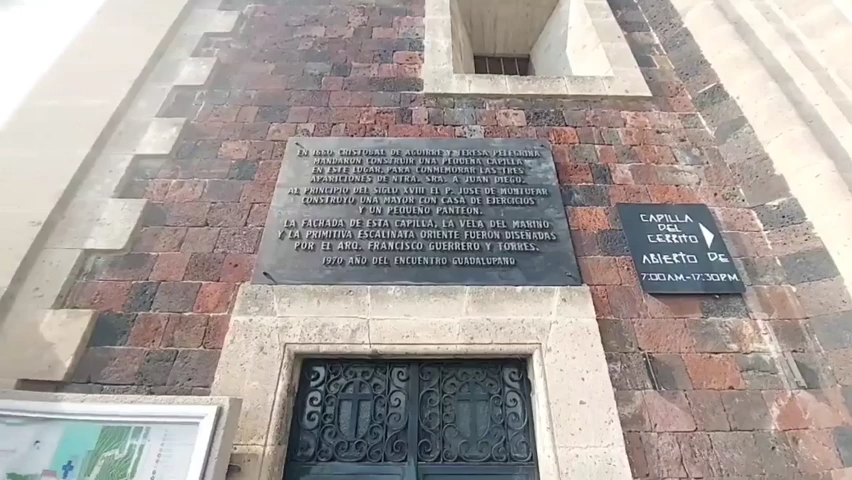 EN 1660 CRISTOBAL DE AGUIRRE Y TERESA PELEGRINA
MANDARON CONSTRUIR UNA PEQUEÑA CAPILLA
EN ESTE LUGAR, PARA CONMEMORAR LAS TRES
APARICIONES DE NTRA. SRA. A JUAN DIEGO.
AL PRINCIPIO DEL SIGLO XVIII EL P. JOSE DE MONTUFAR
CONSTRUYO UNA MAYOR CON CASA DE EJERCICIOS
Y UN PEQUEÑO PANTEON.
LA FACHADA DE ESTA CAPILLA, LA VELA DEL MARINO
Y LA PRIMITIVA ESCALINATA ORIENTE FUERON DISEÑADAS
POR EL ARQ. FRANCISCO GUERRERO Y TORRES.
1970 AÑO DEL ENCUENTRO GUADALUPANO
CAPILLA
DEL
CERRITO
ABIERTO DE
7:00AM-17:30PM